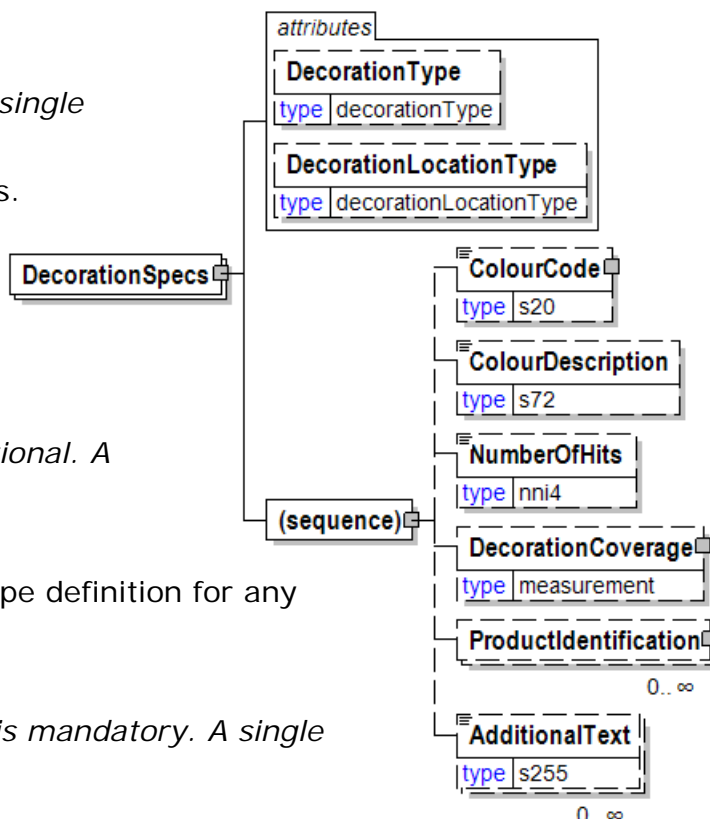 attributes
DecorationType
type decorationType
DecorationLocationType
type decorationLocationType
single
s.
DecorationSpecs
ColourCode
type s20
ColourDescription
type s72
ional. A
NumberOfHits
type nni4
(sequence)
DecorationCoverage
type measurement
pe definition for any
ProductIdentification
0.. ∞
is mandatory. A single
AdditionalText
type s255
0.. ∞